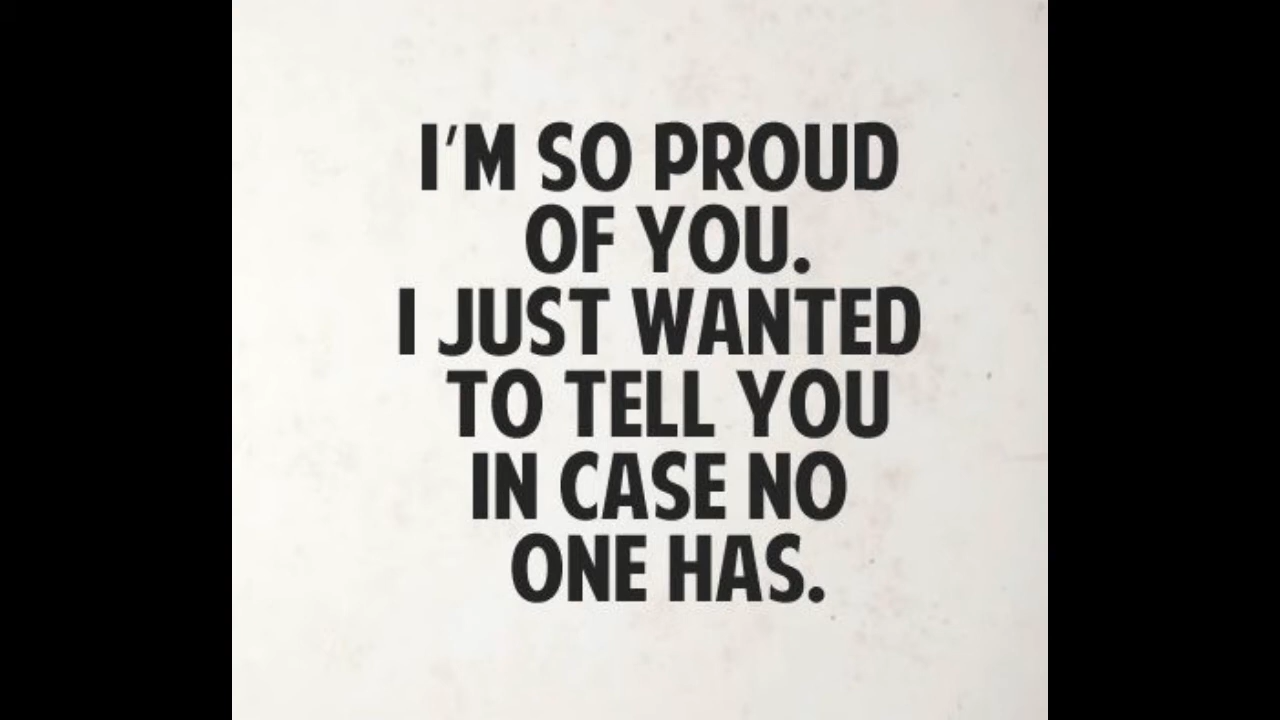 I'M SO PROUD
OF YOU.
I JUST WANTED
TO TELL YOU
IN CASE NO
ONE HAS.